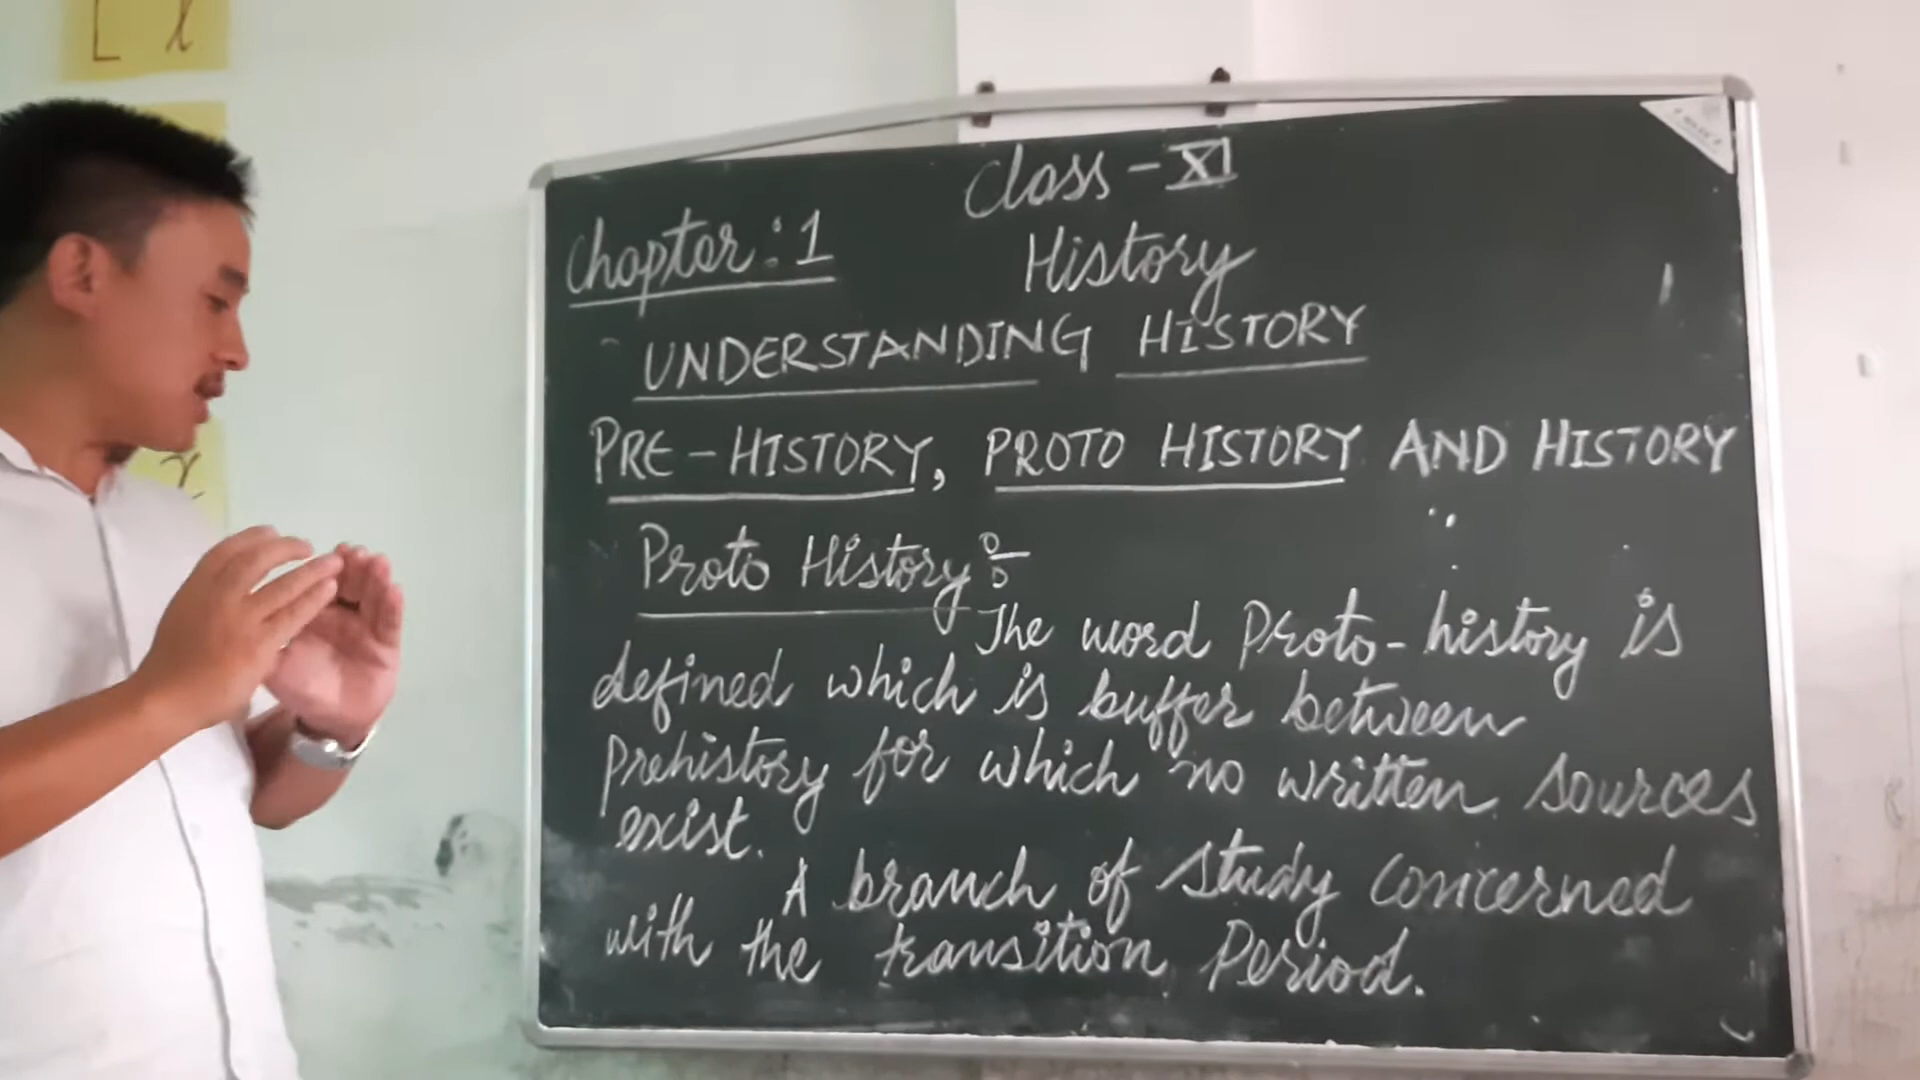 Class - XI
Chapter : 1
History
UNDERSTANDING HISTORY
PRE - HISTORY, PROTO HISTORY AND HISTORY
Proto History :-
The word Proto - history is
defined which is buffer between
Prehistory for which no written sources
exist.
A branch of study concerned
with the transition Period.